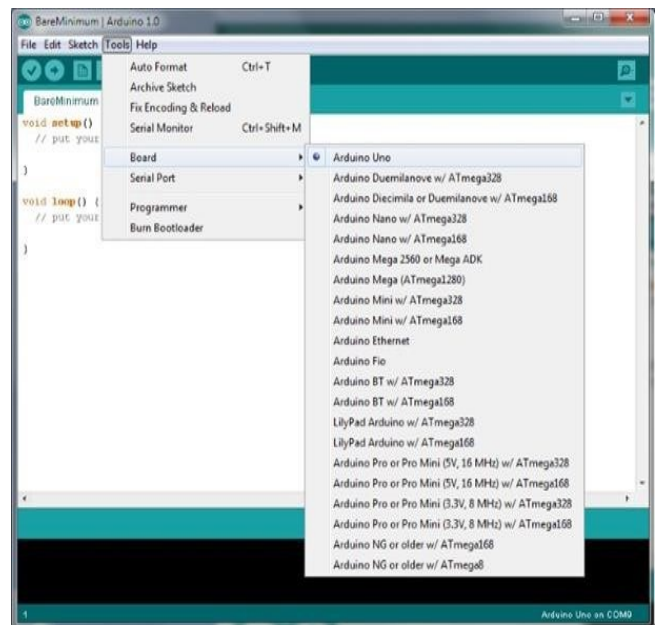 BareMinimum | Arduino 1.0
File Edit Sketch Tools Help
BareMinimum
void setup()
// put your
}
void loop() {
// put your
}
Auto Format Ctrl+T
Archive Sketch
Fix Encoding & Reload
Serial Monitor Ctrl+Shift+M
Board
Serial Port
Programmer
Burn Bootloader
Arduino Uno
Arduino Duemilanove w/ ATmega328
Arduino Diecimila or Duemilanove w/ ATmega168
Arduino Nano w/ ATmega328
Arduino Nano w/ ATmega168
Arduino Mega 2560 or Mega ADK
Arduino Mega (ATmega1280)
Arduino Mini w/ ATmega328
Arduino Mini w/ ATmega168
Arduino Ethernet
Arduino Fio
Arduino BT w/ ATmega328
Arduino BT w/ ATmega168
LilyPad Arduino w/ ATmega328
LilyPad Arduino w/ ATmega168
Arduino Pro or Pro Mini (5V, 16 MHz) w/ ATmega328
Arduino Pro or Pro Mini (5V, 16 MHz) w/ ATmega168
Arduino Pro or Pro Mini (3.3V, 8 MHz) w/ ATmega328
Arduino Pro or Pro Mini (3.3V, 8 MHz) w/ ATmega168
Arduino NG or older w/ ATmega168
Arduino NG or older w/ ATmega8
1 Arduino Uno on COM9